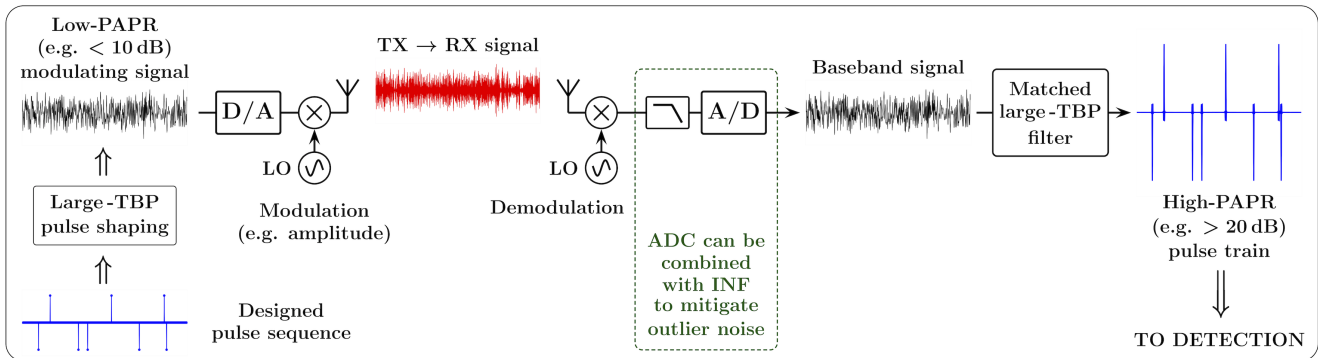 Low-PAPR
(e.g. < 10 dB)
modulating signal
D/A
LO
Modulation
(e.g. amplitude)
Large-TBP
pulse shaping
Designed
pulse sequence
TX → RX signal
LO
Demodulation
A/D
ADC can be
combined
with INF
to mitigate
outlier noise
Baseband signal
Matched
large-TBP
filter
High-PAPR
(e.g. > 20 dB)
pulse train
TO DETECTION